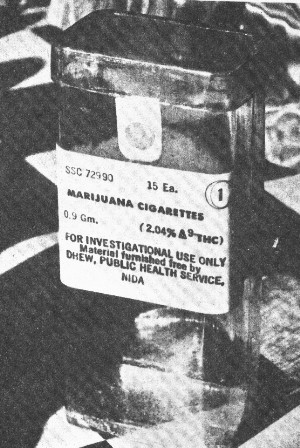 SSC 72990 15 Ea. 1
MARIJUANA CIGARETTES
0.9 Gm. (2.04% Δ9-THC)
FOR INVESTIGATIONAL USE ONLY
Material furnished free by
DHEW, PUBLIC HEALTH SERVICE,
NIDA